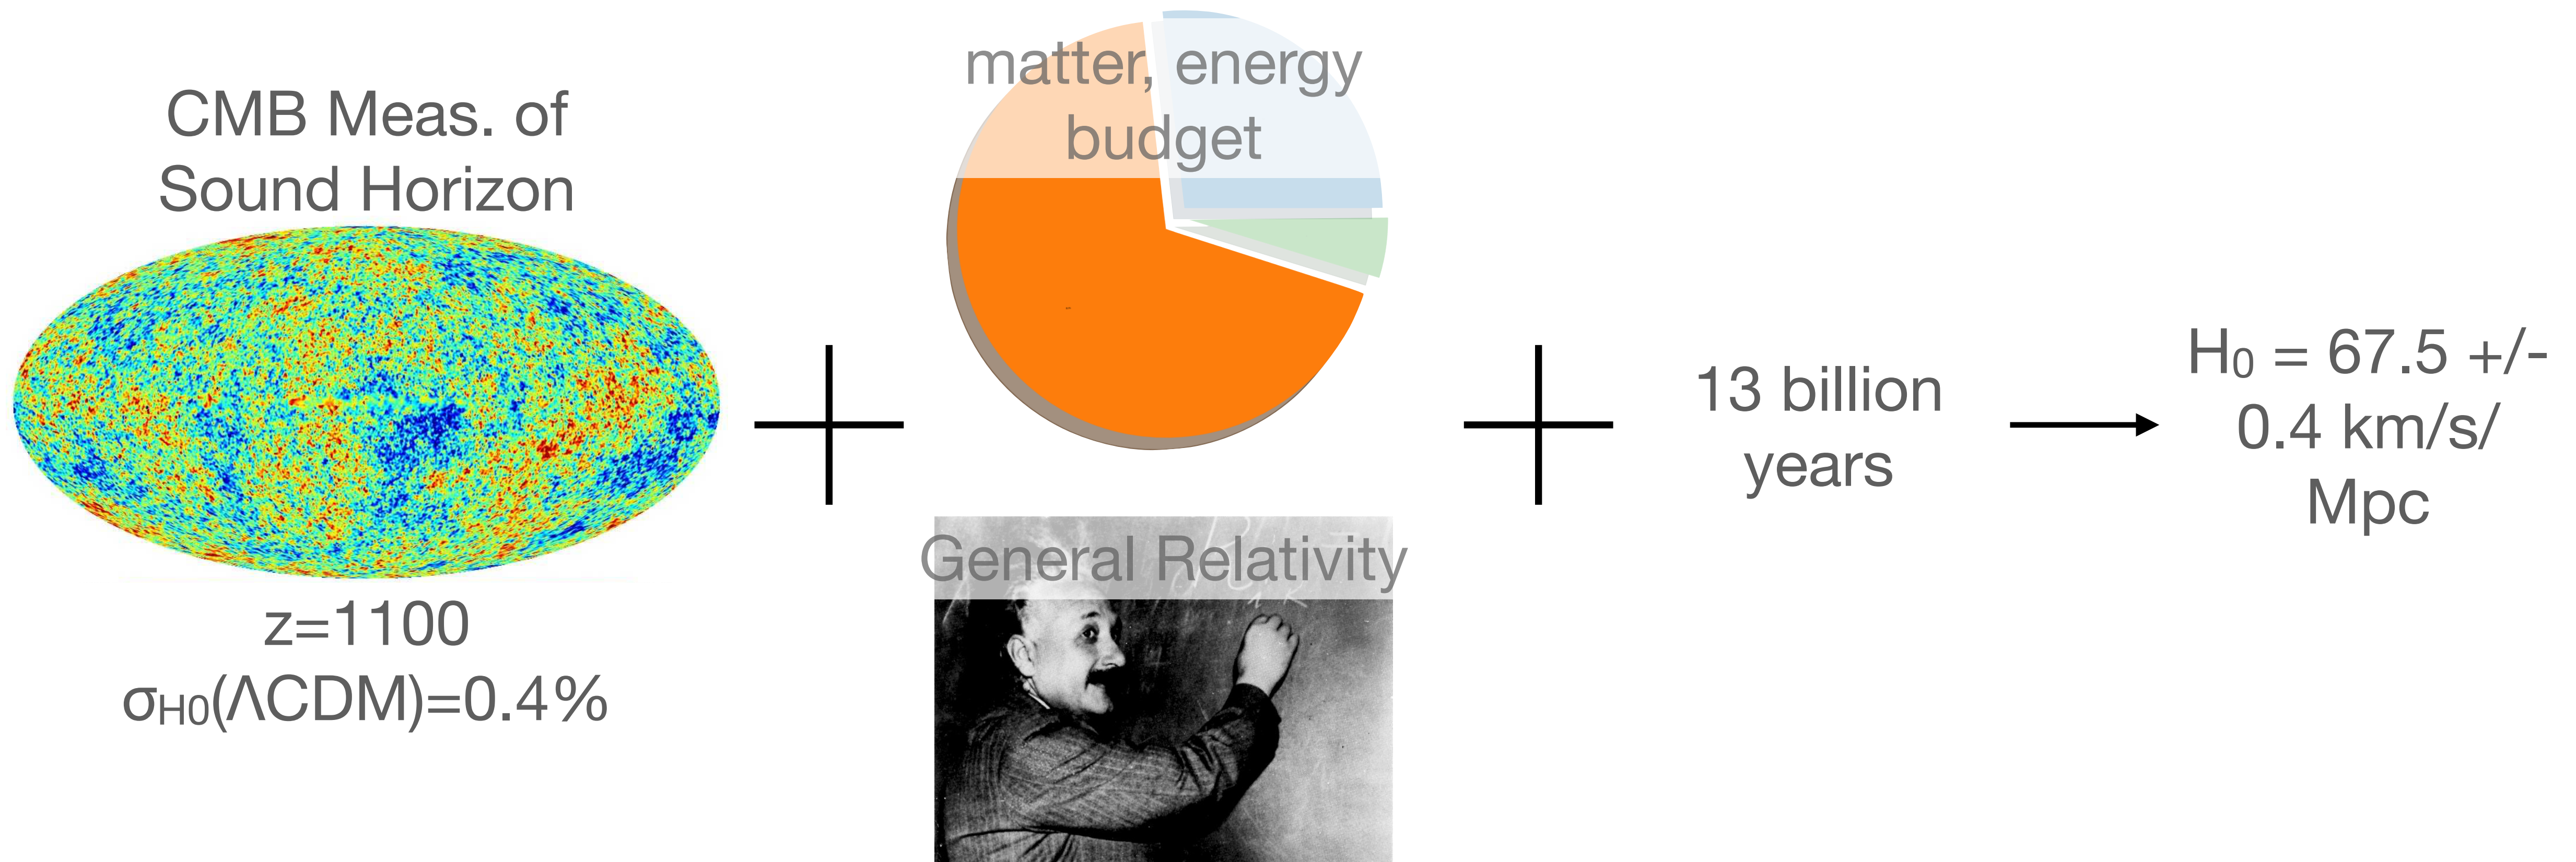 CMB Meas. of
Sound Horizon
z=1100
σH0(ΛCDM)=0.4%
matter, energy
budget
General Relativity
13 billion
years
H₀ = 67.5 +/-
0.4 km/s/
Mpc